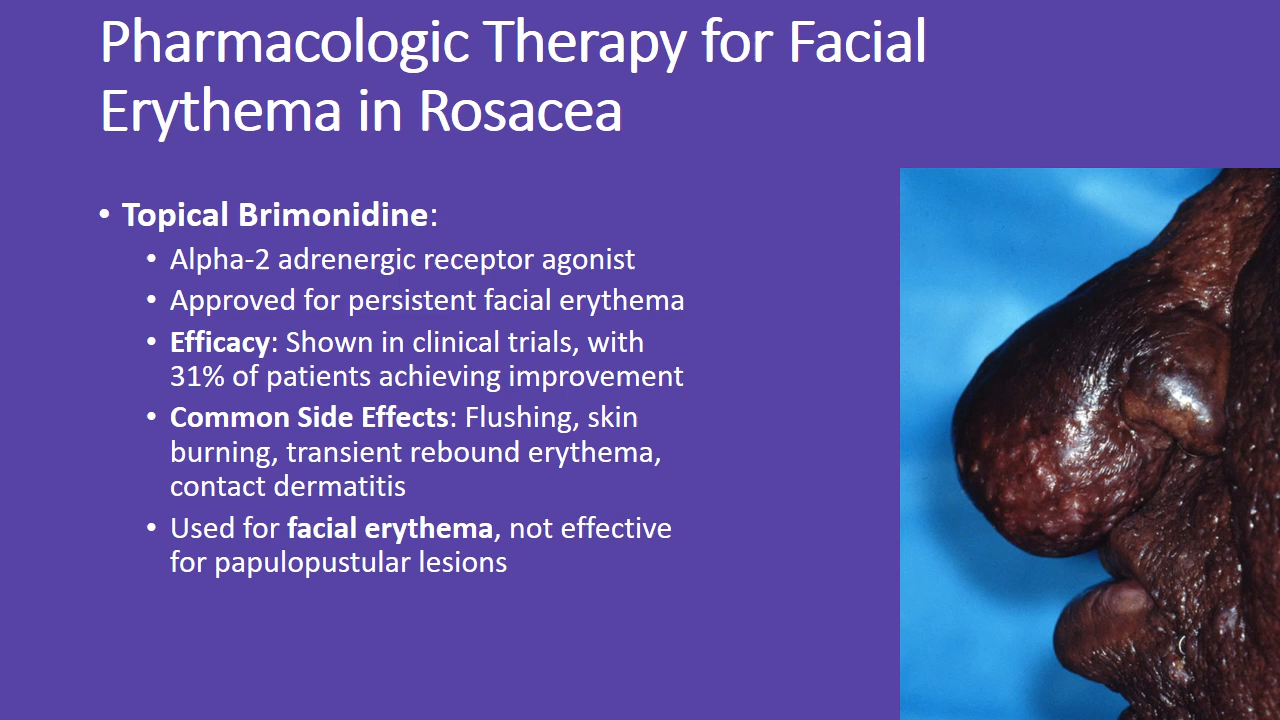 Pharmacologic Therapy for Facial
Erythema in Rosacea
• Topical Brimonidine:
• Alpha-2 adrenergic receptor agonist
• Approved for persistent facial erythema
• Efficacy: Shown in clinical trials, with
31% of patients achieving improvement
• Common Side Effects: Flushing, skin
burning, transient rebound erythema,
contact dermatitis
• Used for facial erythema, not effective
for papulopustular lesions